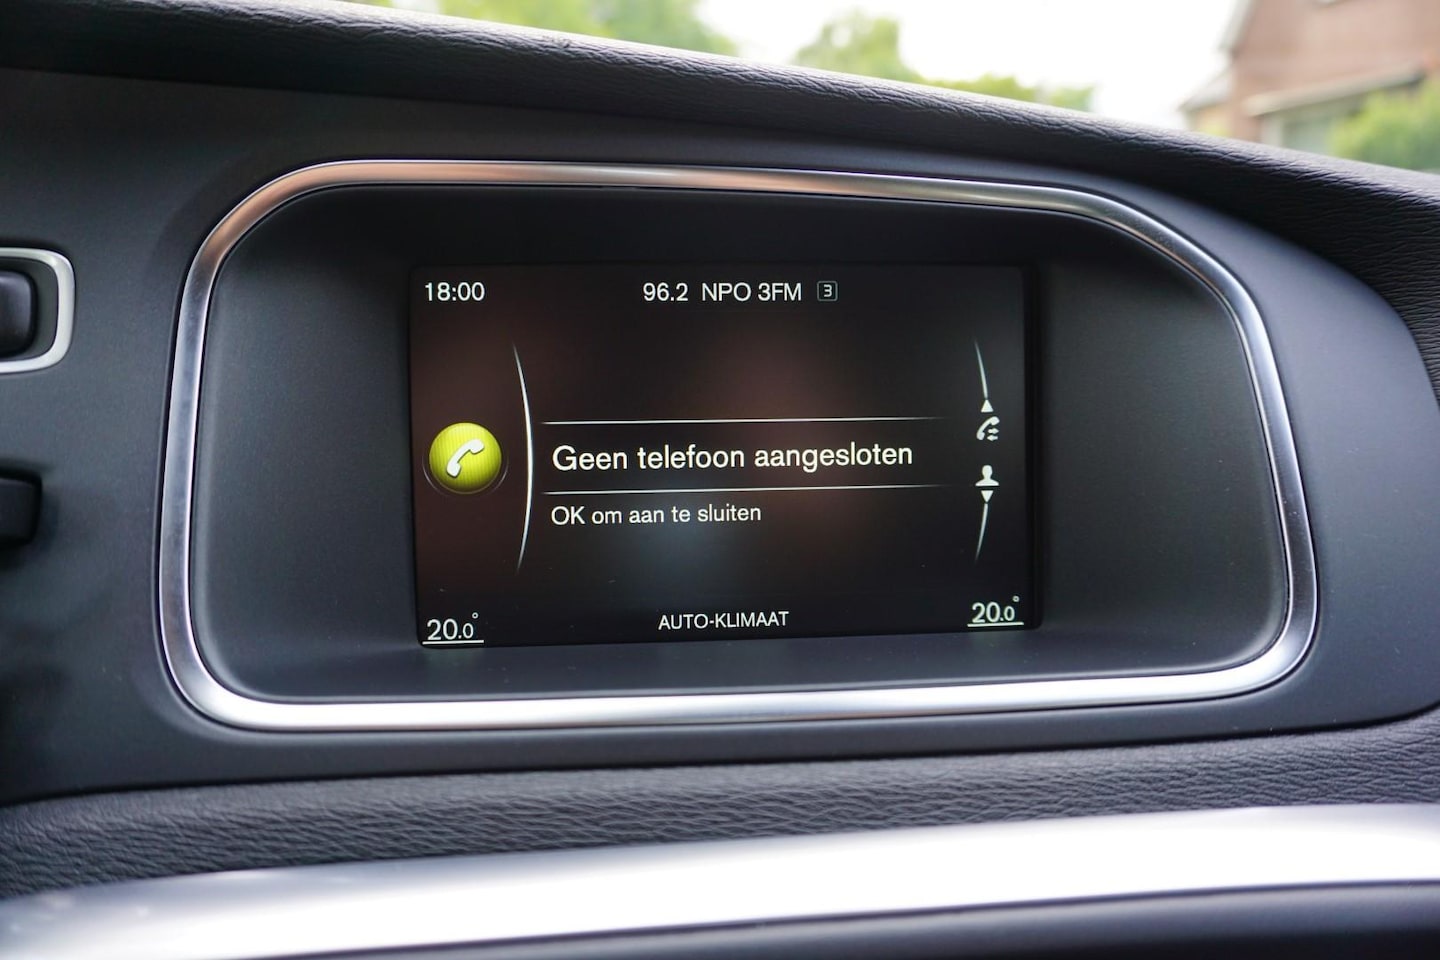 18:00 96.2 NPO 3FM 3
Geen telefoon aangesloten
OK om aan te sluiten
20.0° AUTO-KLIMAAT 20.0°